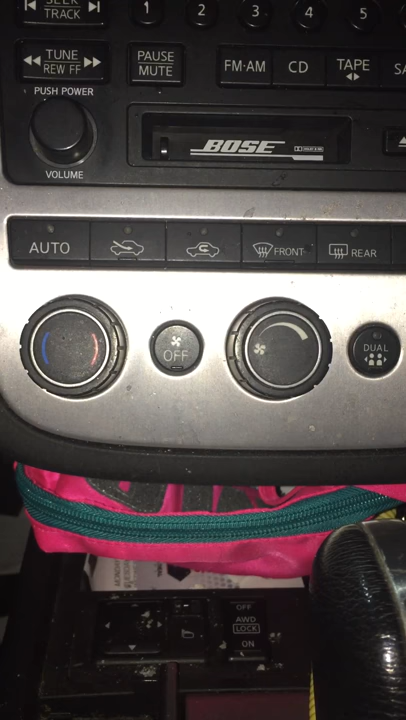 SEEK
TRACK
1 2 3 4 5
TUNE
REW FF
PAUSE
MUTE
FM·AM CD TAPE
PUSH POWER
BOSE
VOLUME
AUTO FRONT REAR
OFF
DUAL
OFF
AWD
LOCK
ON